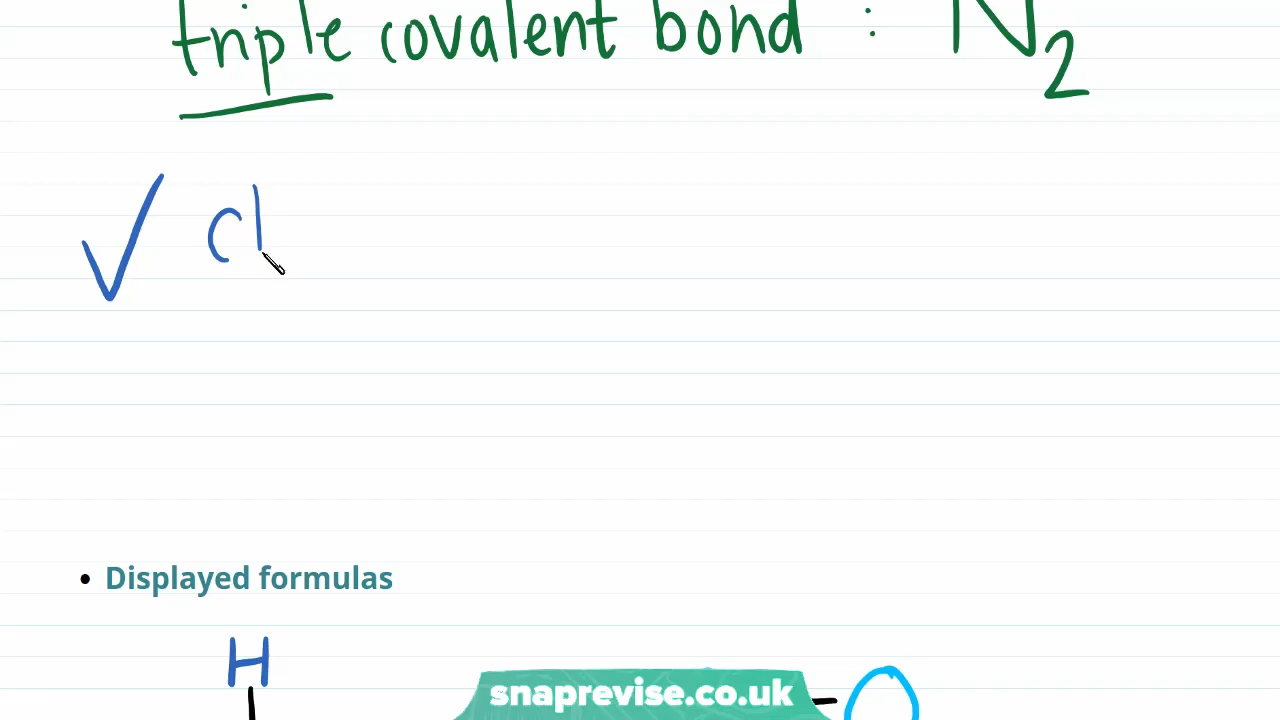 triple covalent bond : N2
✓ Cl
• Displayed formulas
H
O
snaprevise.co.uk